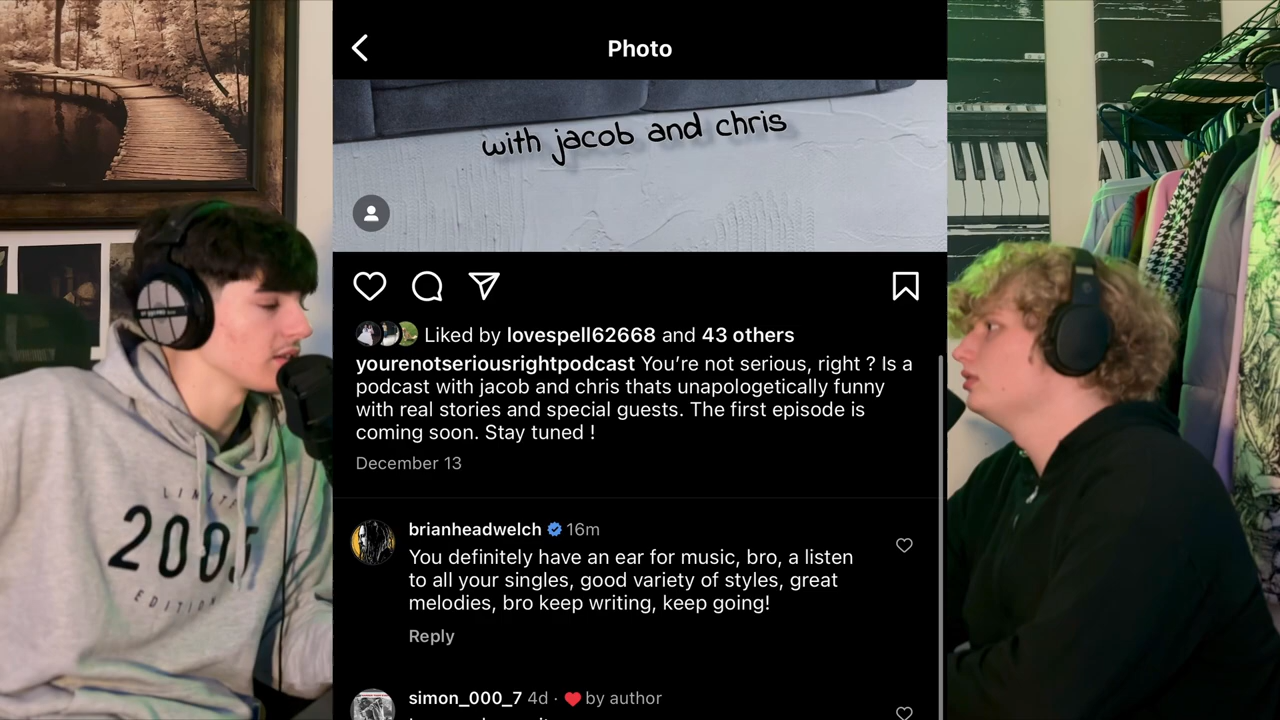 Photo
with jacob and chris
Liked by lovespell62668 and 43 others
yourenotseriousrightpodcast You’re not serious, right ? Is a
podcast with jacob and chris thats unapologetically funny
with real stories and special guests. The first episode is
coming soon. Stay tuned !
December 13
brianheadwelch 16m
You definitely have an ear for music, bro, a listen
to all your singles, good variety of styles, great
melodies, bro keep writing, keep going!
Reply
simon_000_7 4d · ❤️ by author
2005